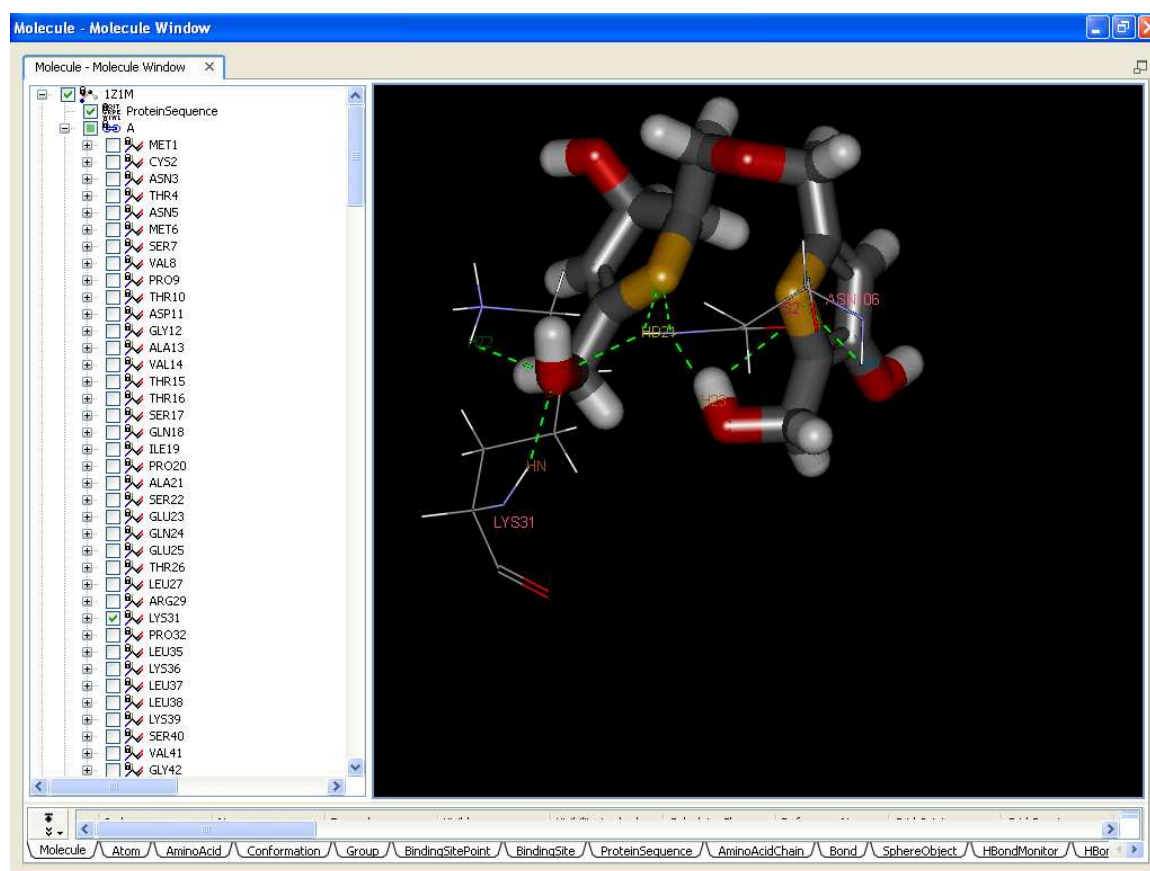 Molecule - Molecule Window
Molecule - Molecule Window
1Z1M
ProteinSequence
A
MET1
CYS2
ASN3
THR4
ASN5
MET6
SER7
VAL8
PRO9
THR10
ASP11
GLY12
ALA13
VAL14
THR15
THR16
SER17
GLN18
ILE19
PRO20
ALA21
SER22
GLU23
GLN24
GLU25
THR26
LEU27
ARG29
LYS31
PRO32
LEU35
LYS36
LEU37
LEU38
LYS39
SER40
VAL41
GLY42
ASN106
HD21
HZ2
H23
HN
LYS31
Molecule
Atom
AminoAcid
Conformation
Group
BindingSitePoint
BindingSite
ProteinSequence
AminoAcidChain
Bond
SphereObject
HBondMonitor